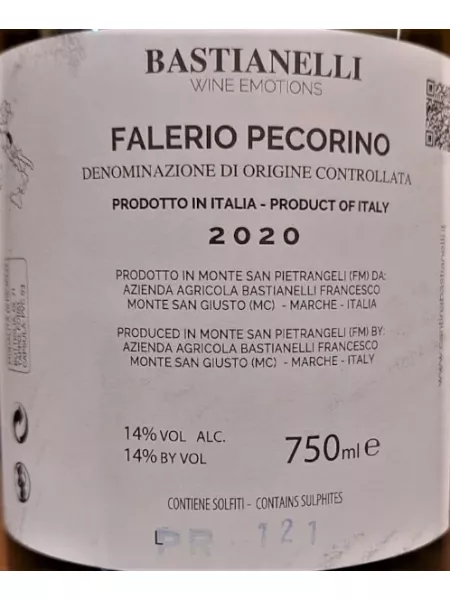 BASTIANELLI
WINE EMOTIONS
FALERIO PECORINO
DENOMINAZIONE DI ORIGINE CONTROLLATA
PRODOTTO IN ITALIA - PRODUCT OF ITALY
2020
PRODOTTO IN MONTE SAN PIETRANGELI (FM) DA:
AZIENDA AGRICOLA BASTIANELLI FRANCESCO
MONTE SAN GIUSTO (MC) - MARCHE - ITALIA
PRODUCED IN MONTE SAN PIETRANGELI (FM) BY:
AZIENDA AGRICOLA BASTIANELLI FRANCESCO
MONTE SAN GIUSTO (MC) - MARCHE - ITALY
14% VOL ALC.
14% BY VOL
750ml e
CONTIENE SOLFITI - CONTAINS SULPHITES
L PR 121